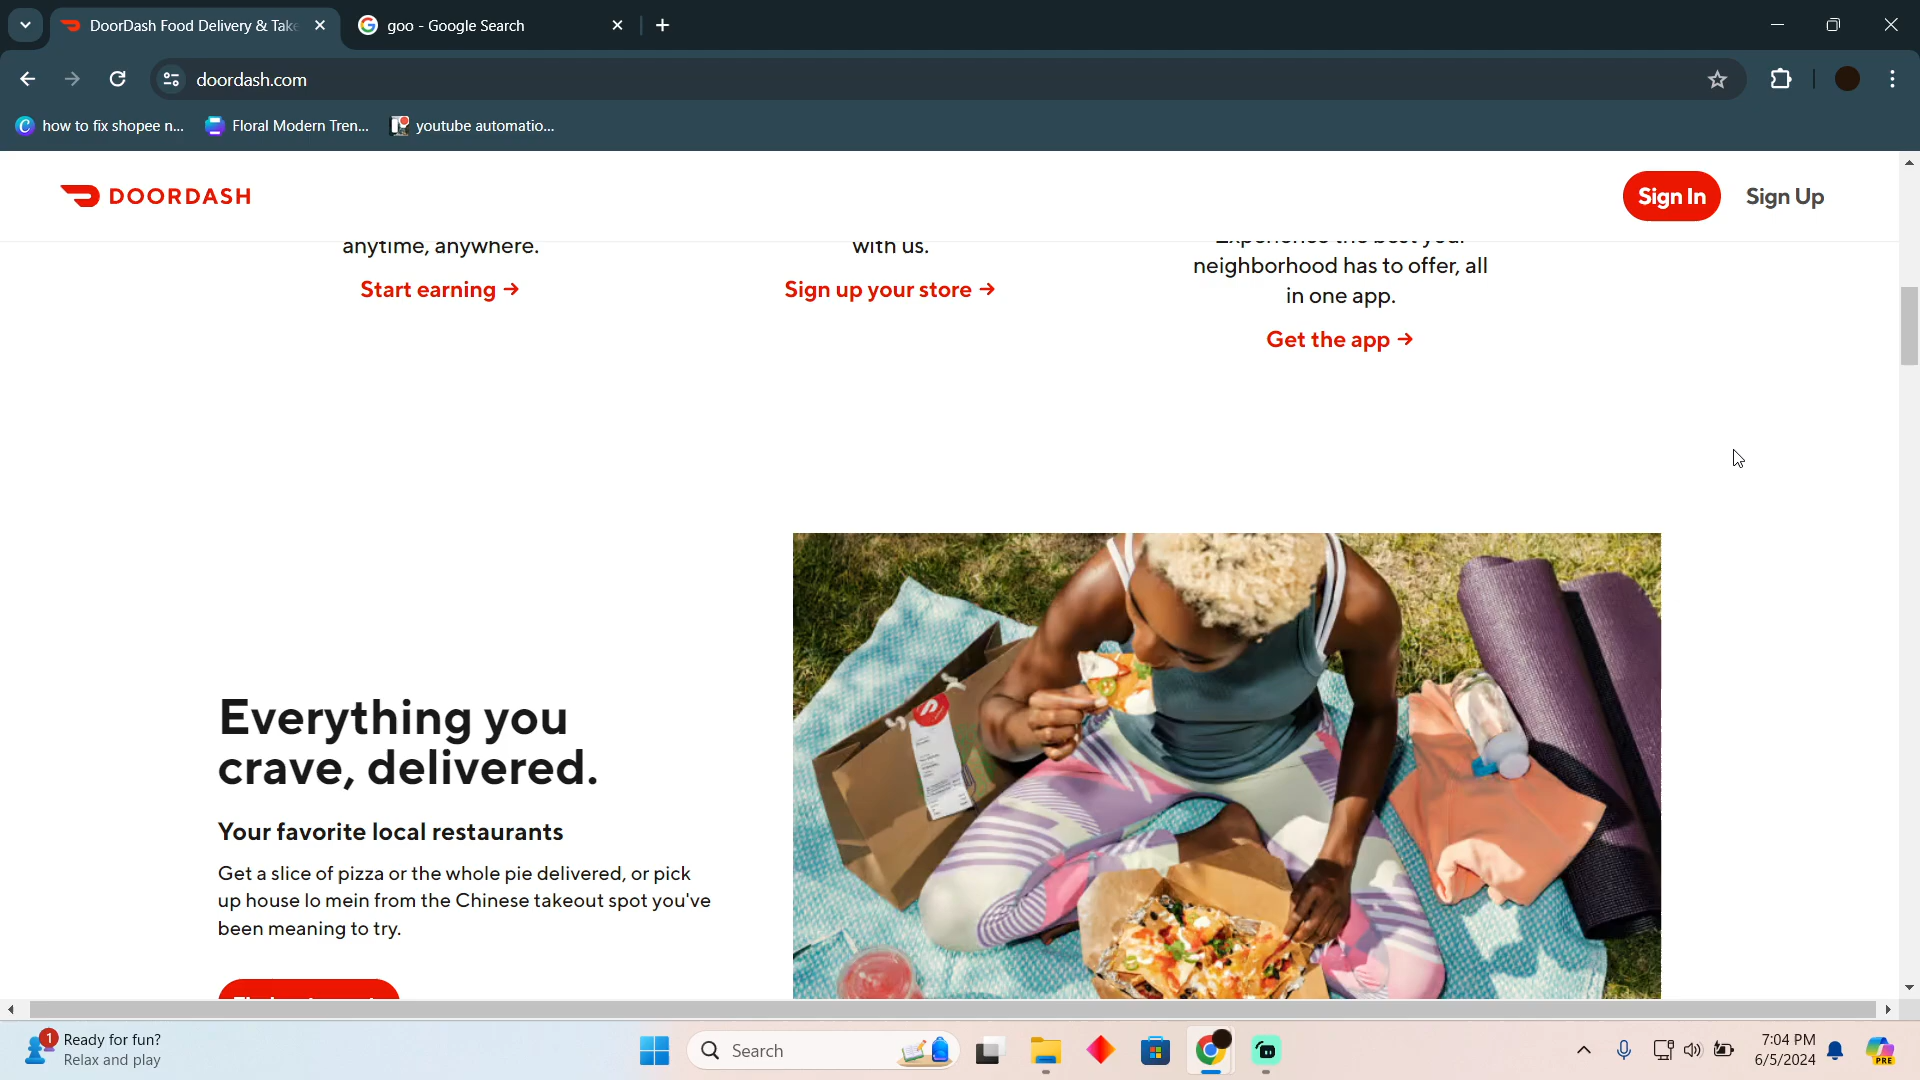 DoorDash Food Delivery & Take
goo - Google Search
doordash.com
how to fix shopee n...
Floral Modern Tren...
youtube automatio...
DOORDASH
Sign In
Sign Up
anytime, anywhere.
Start earning →
with us.
Sign up your store →
neighborhood has to offer, all
in one app.
Get the app →
Everything you
crave, delivered.
Your favorite local restaurants
Get a slice of pizza or the whole pie delivered, or pick
up house lo mein from the Chinese takeout spot you've
been meaning to try.
1
Ready for fun?
Relax and play
Search
7:04 PM
6/5/2024
PRE